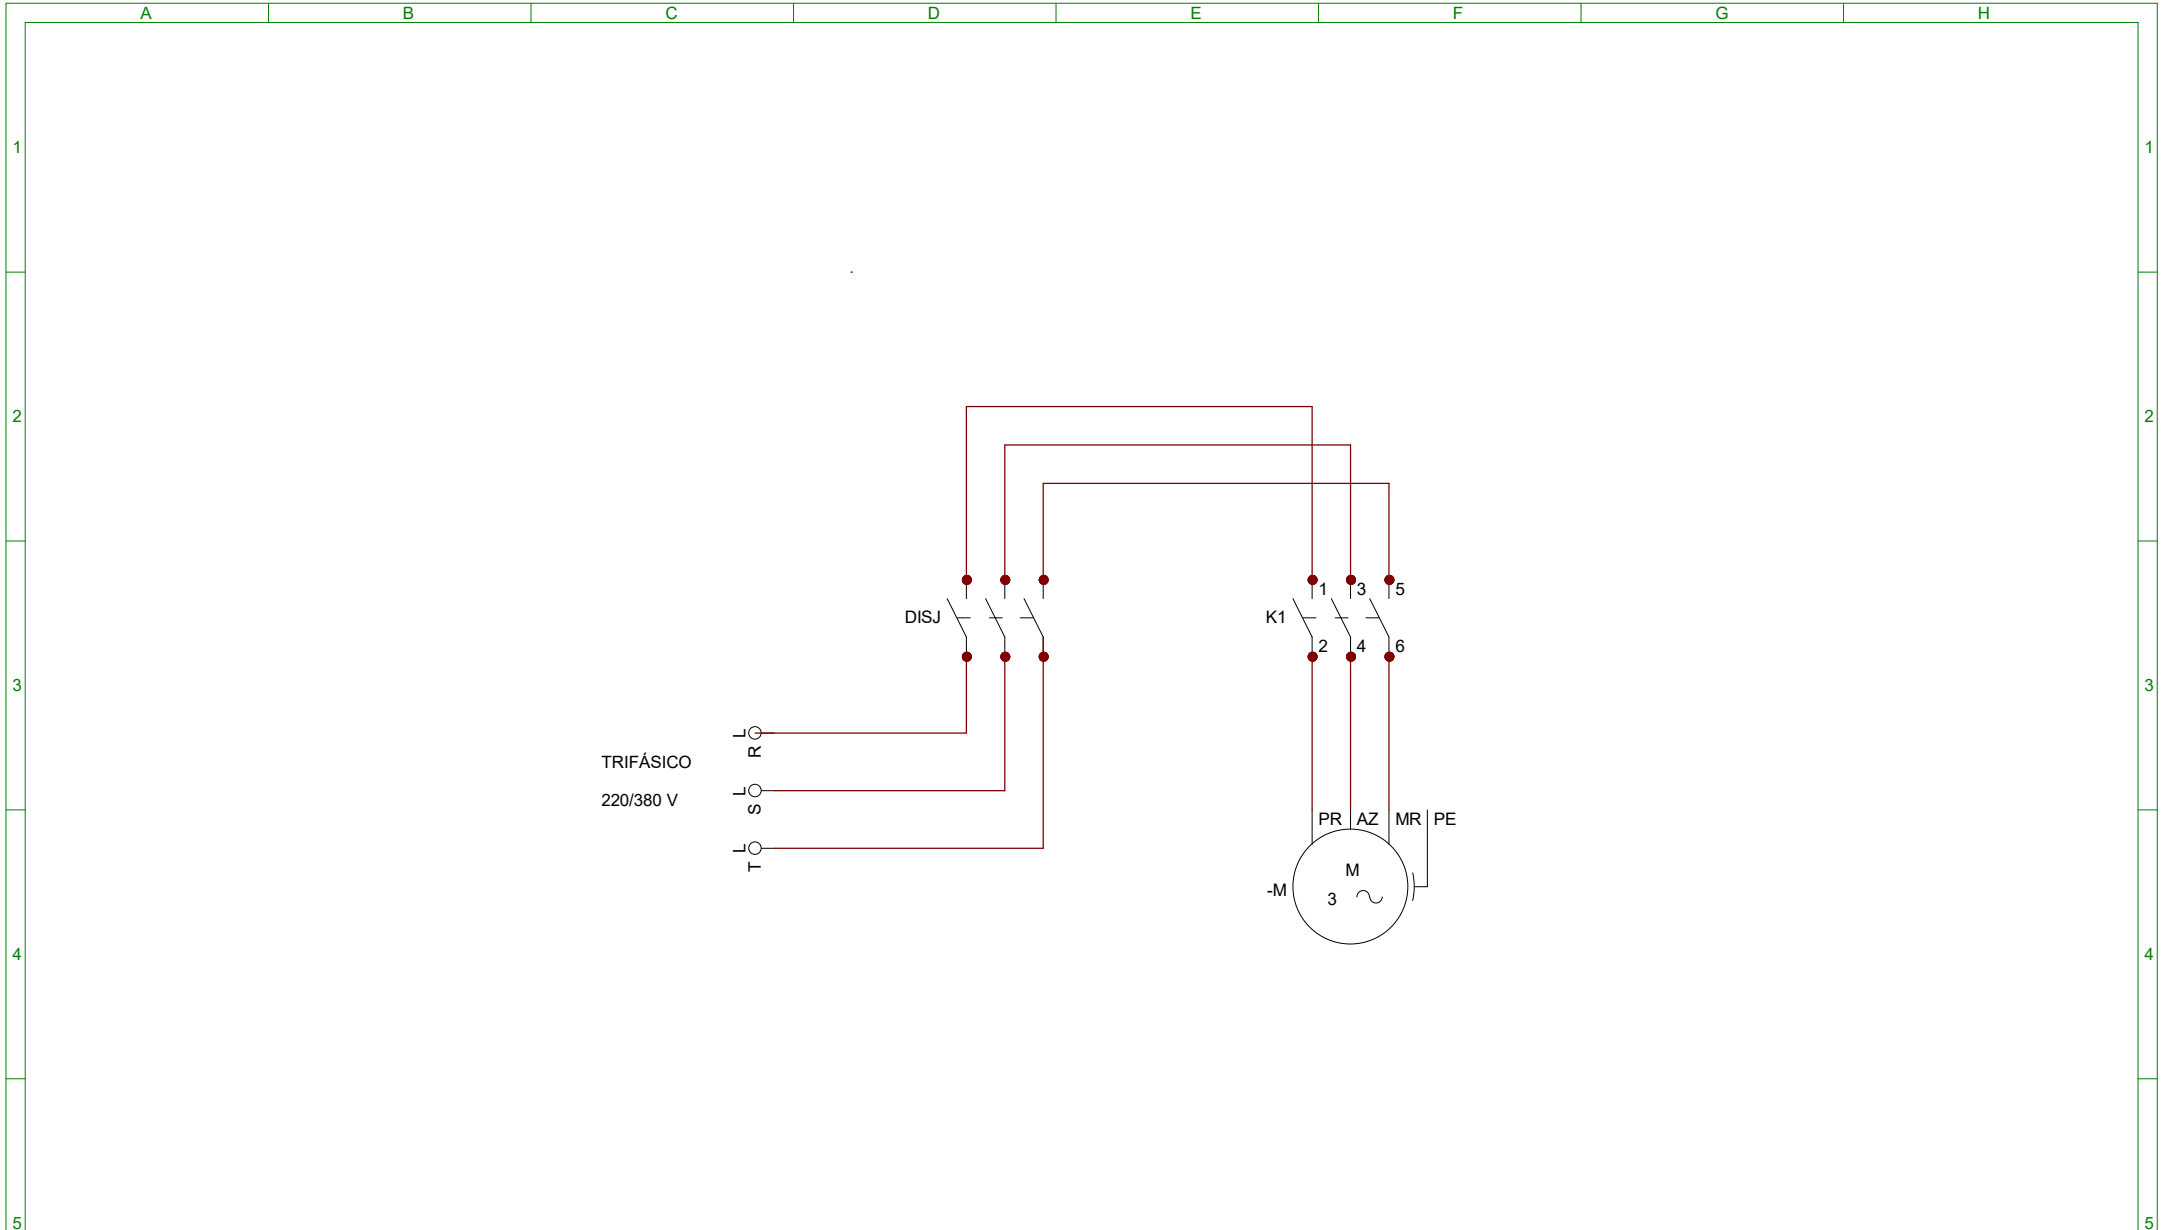 A B C D E F G H
1 1
2 2
1 3 5
DISJ K1
2 4 6
3 3
L R
TRIFÁSICO
220/380 V
L S
L T
PR AZ MR PE
M
-M
3
4 4
5 5